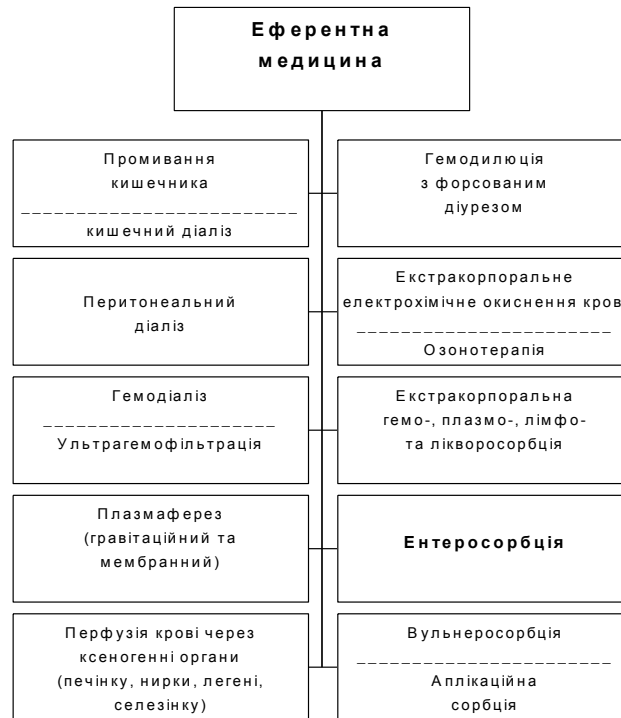 Еферентна
медицина
Промивання
кишечника
кишечний діаліз
Гемодилюція
з форсованим
діурезом
Перитонеальний
діаліз
Екстракорпоральне
електрохімічне окиснення кров
Озонотерапія
Гемодіаліз
Ультрагемофільтрація
Екстракорпоральна
гемо-, плазмо-, лімфо-
та лікворосорбція
Плазмаферез
(гравітаційний та
мембранний)
Ентеросорбція
Перфузія крові через
ксеногенні органи
(печінку, нирки, легені,
селезінку)
Вульнеросорбція
Аплікаційна
сорбція